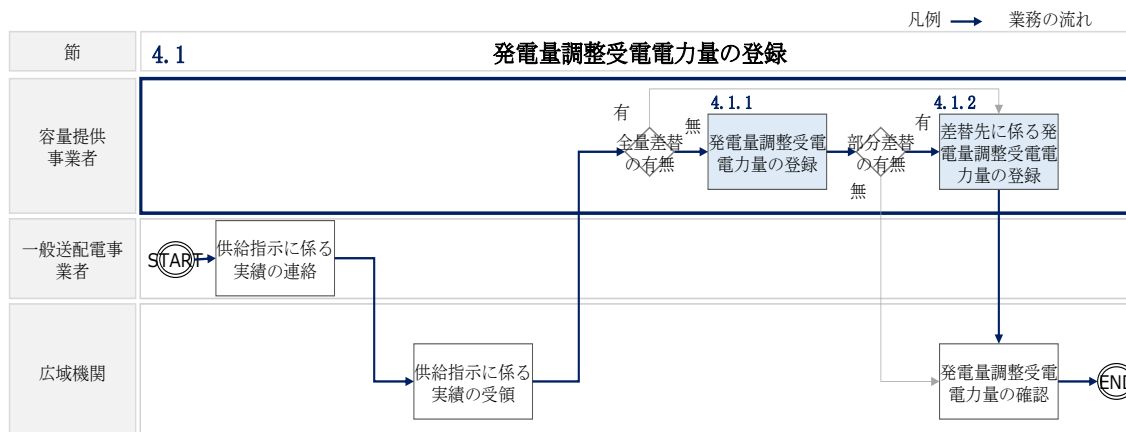 凡例 業務の流れ
節
4.1 発電量調整受電電力量の登録
容量提供
事業者
有
全量差替
の有無
無
4.1.1
発電量調整受電
電力量の登録
部分差替
の有無
有
無
4.1.2
差替先に係る発
電量調整受電電
力量の登録
一般送配電事
業者
START
供給指示に係る
実績の連絡
広域機関
供給指示に係る
実績の受領
発電量調整受電
電力量の確認
END